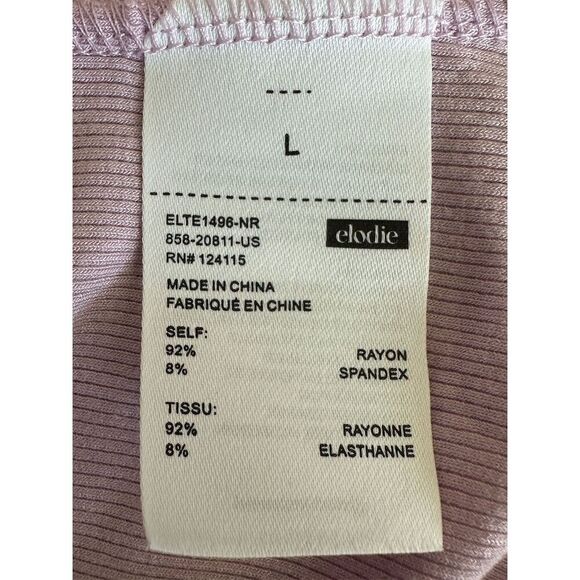 L
ELTE1496-NR
858-20811-US
RN# 124115
elodie
MADE IN CHINA
FABRIQUÉ EN CHINE
SELF:
92% RAYON
8% SPANDEX
TISSU:
92% RAYONNE
8% ELASTHANNE